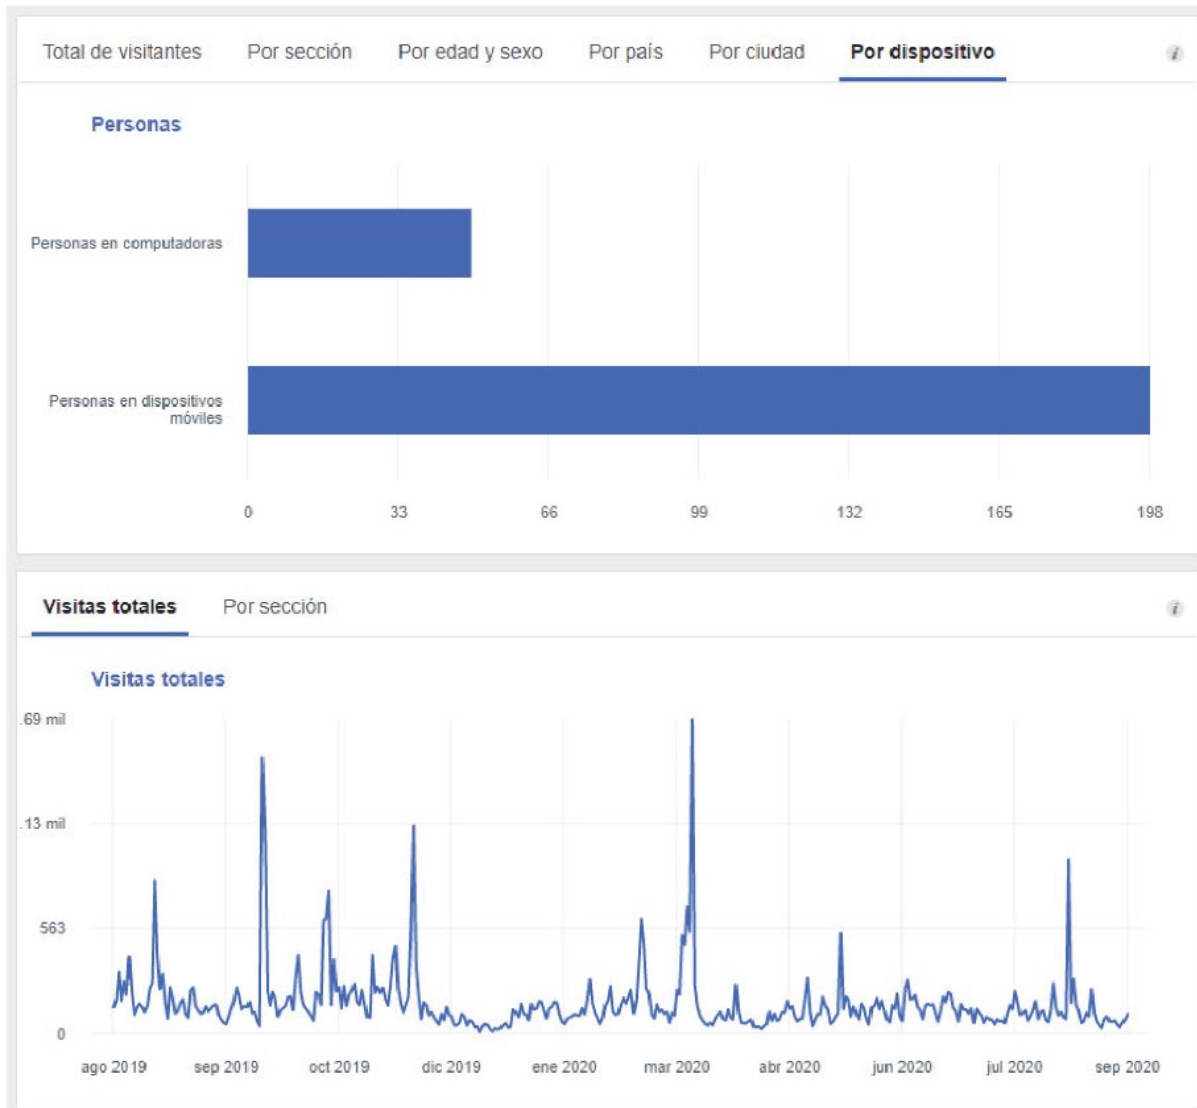 Total de visitantes Por sección Por edad y sexo Por país Por ciudad Por dispositivo i
Personas
Personas en computadoras
Personas en dispositivos
móviles
0 33 66 99 132 165 198
Visitas totales Por sección i
Visitas totales
.69 mil
.13 mil
563
0
ago 2019 sep 2019 oct 2019 dic 2019 ene 2020 mar 2020 abr 2020 jun 2020 jul 2020 sep 2020